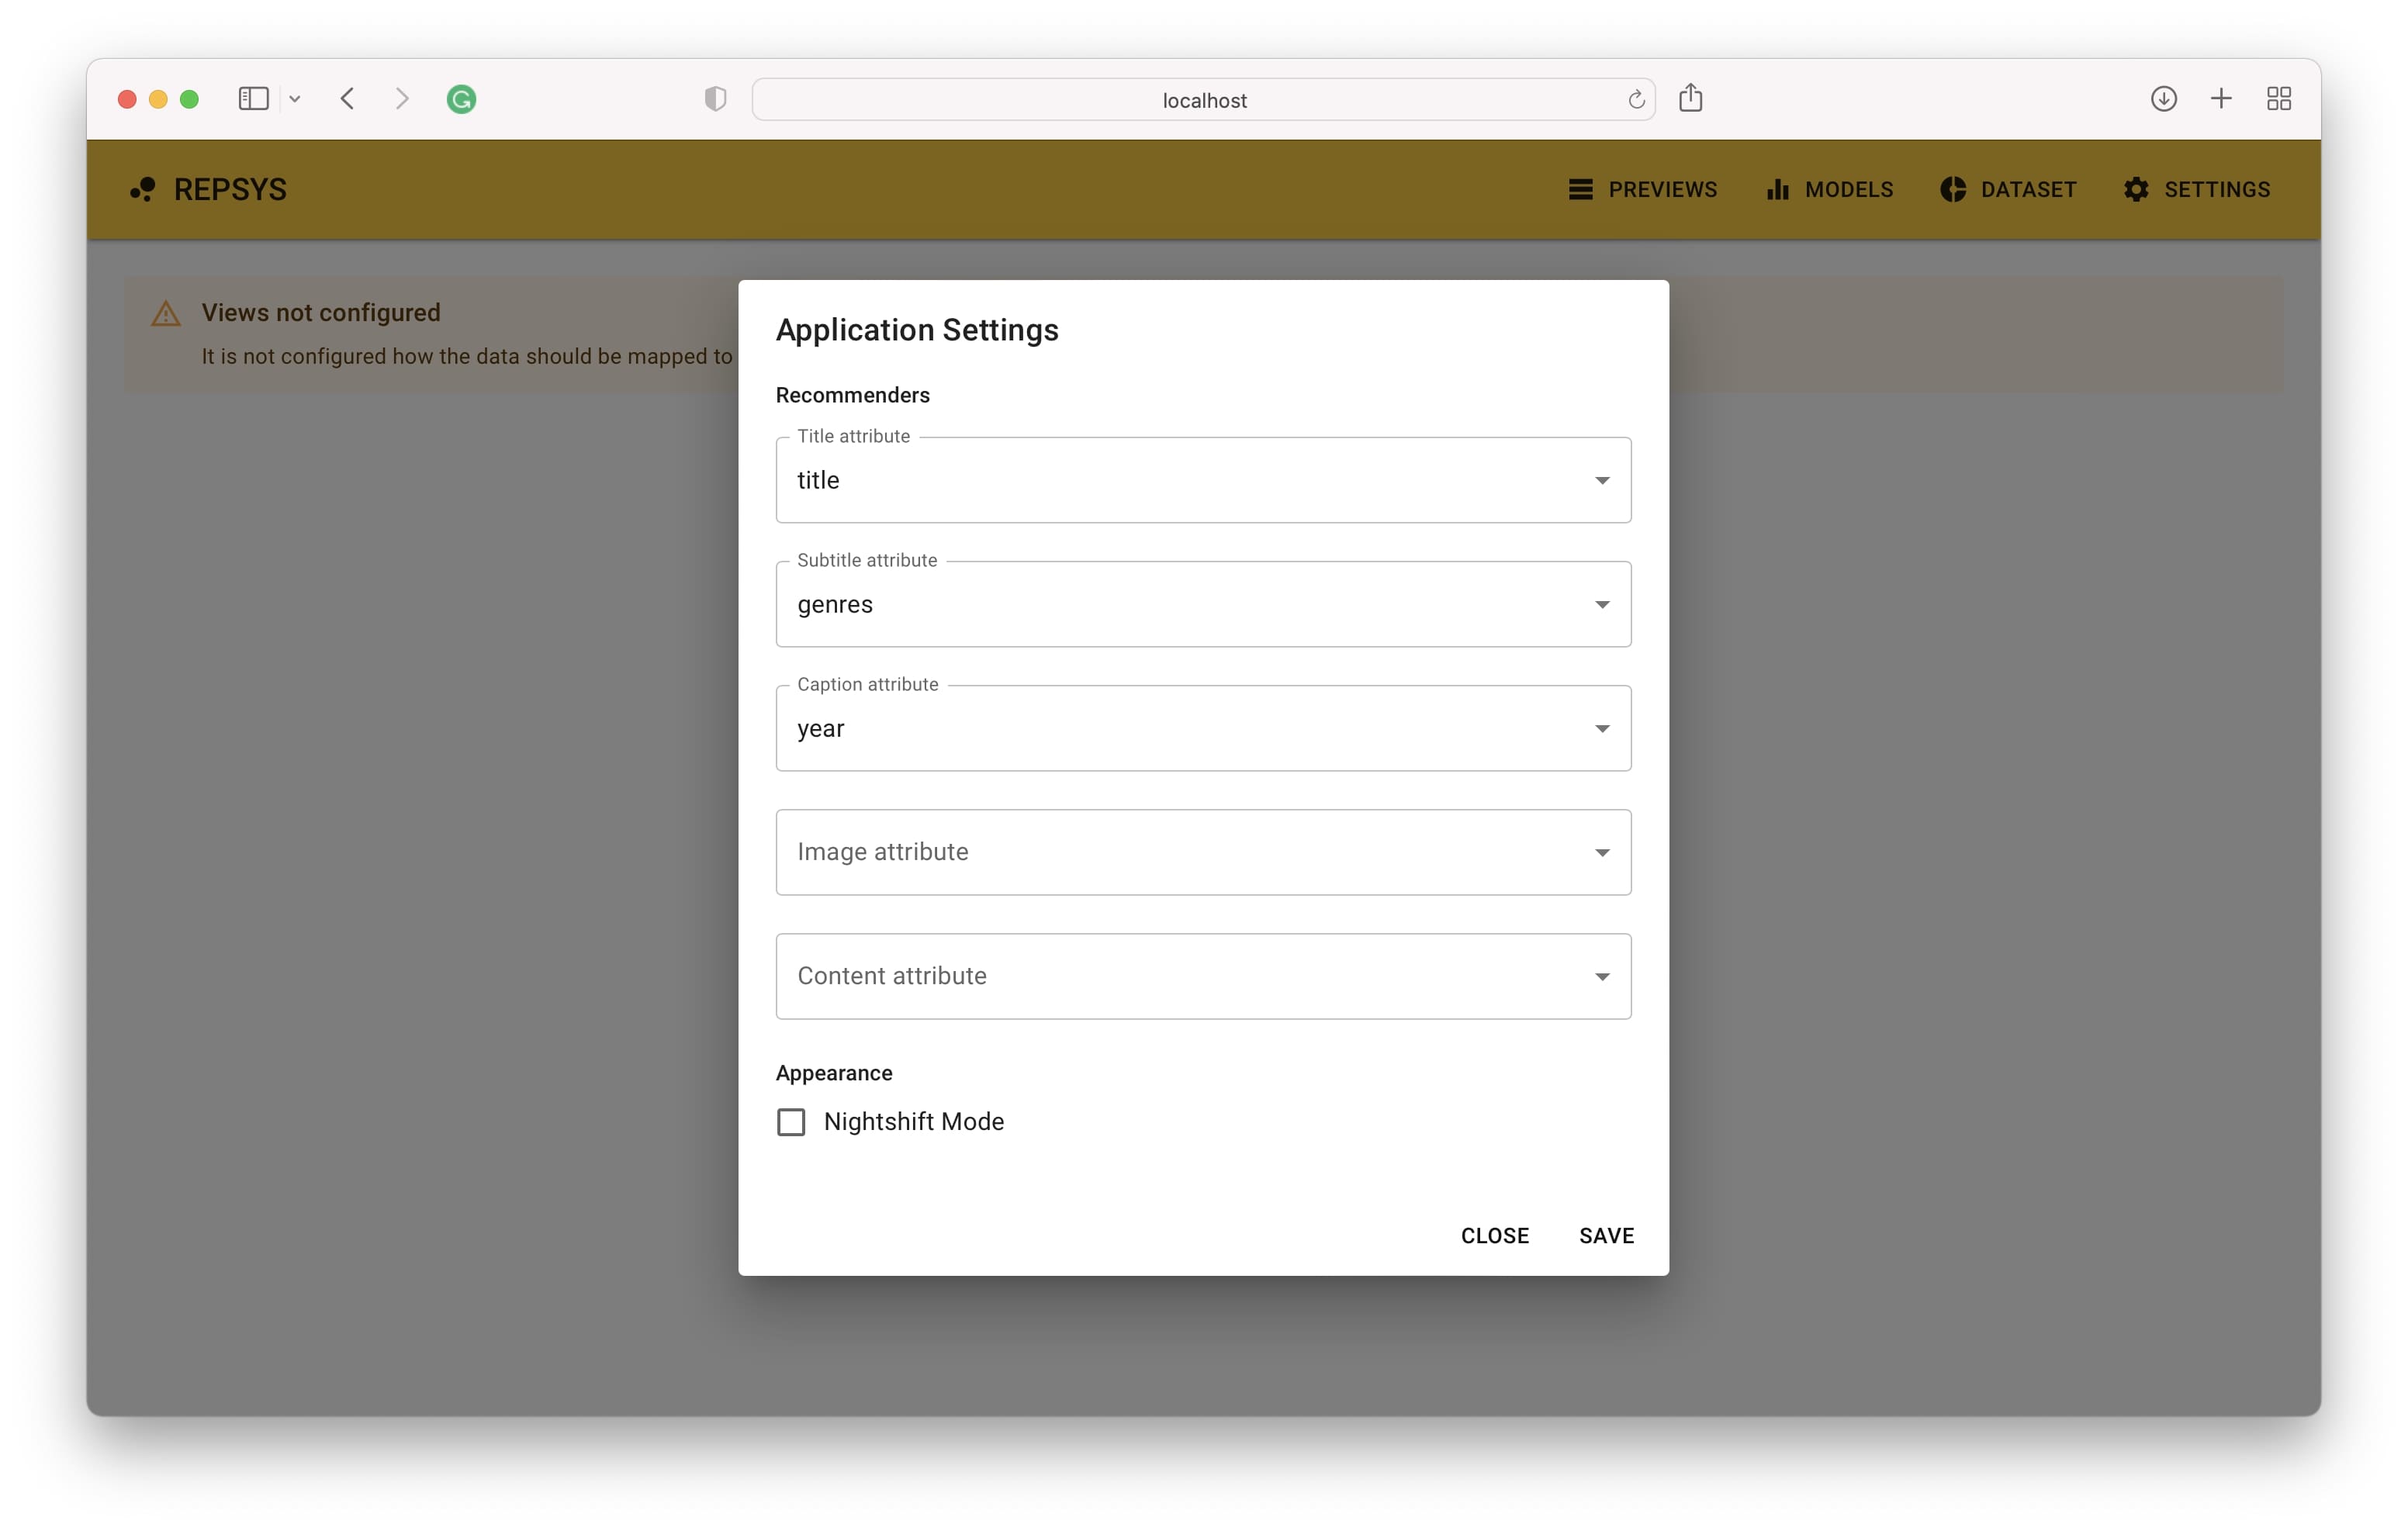 localhost
REPSYS
PREVIEWS MODELS DATASET SETTINGS
Views not configured
It is not configured how the data should be mapped to
Application Settings
Recommenders
Title attribute
title
Subtitle attribute
genres
Caption attribute
year
Image attribute
Content attribute
Appearance
Nightshift Mode
CLOSE SAVE